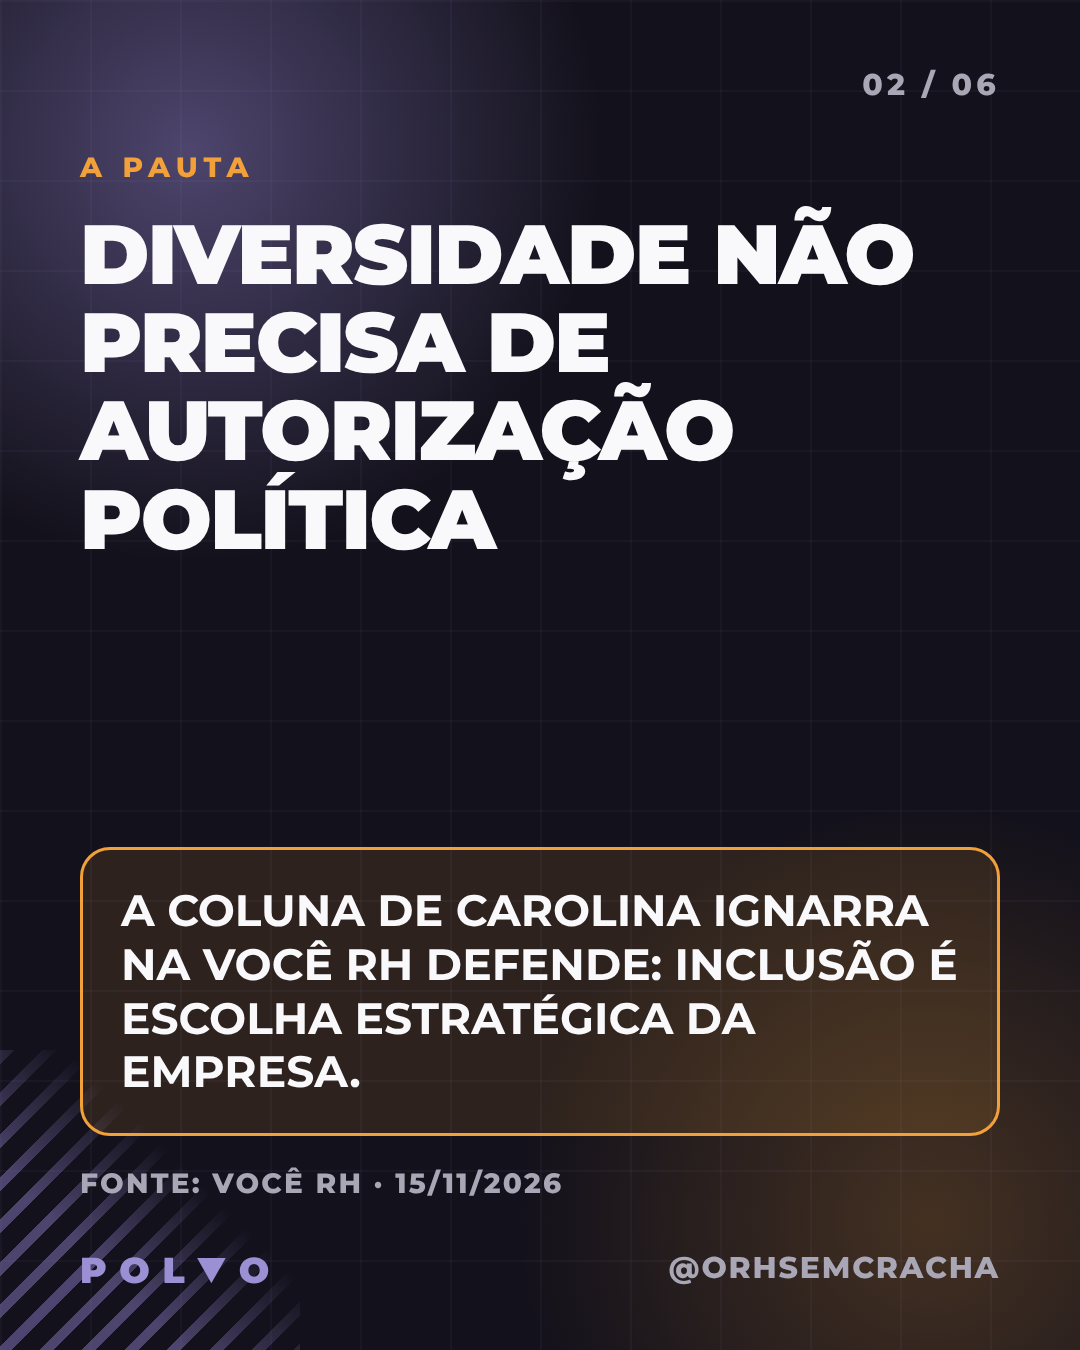 02 / 06
A PAUTA
DIVERSIDADE NÃO
PRECISA DE
AUTORIZAÇÃO
POLÍTICA
A COLUNA DE CAROLINA IGNARRA
NA VOCÊ RH DEFENDE: INCLUSÃO É
ESCOLHA ESTRATÉGICA DA
EMPRESA.
FONTE: VOCÊ RH • 15/11/2026
POL▼O
@ORHSEMCRACHA